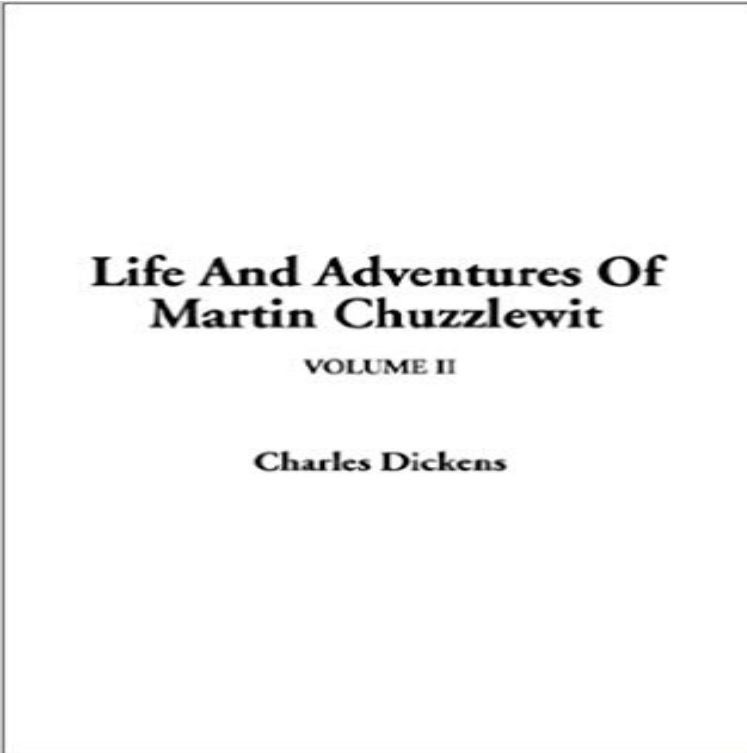 Life And Adventures Of
Martin Chuzzlewit
VOLUME II
Charles Dickens